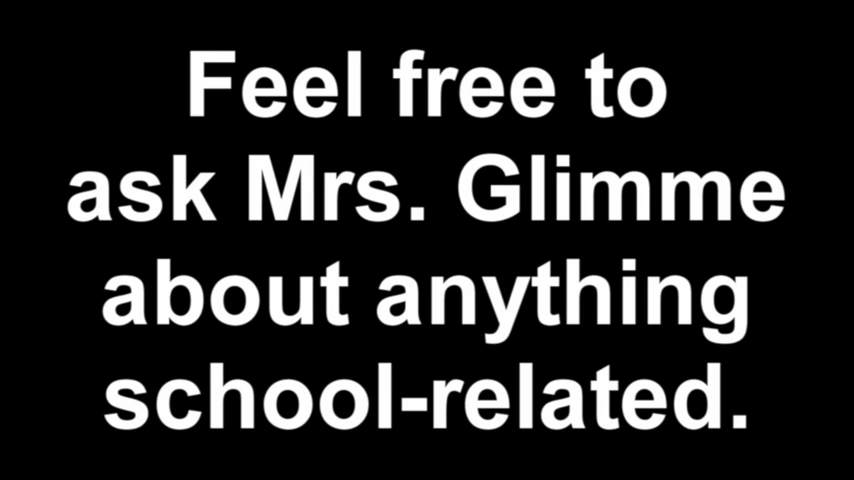 Feel free to
ask Mrs. Glimme
about anything
school-related.